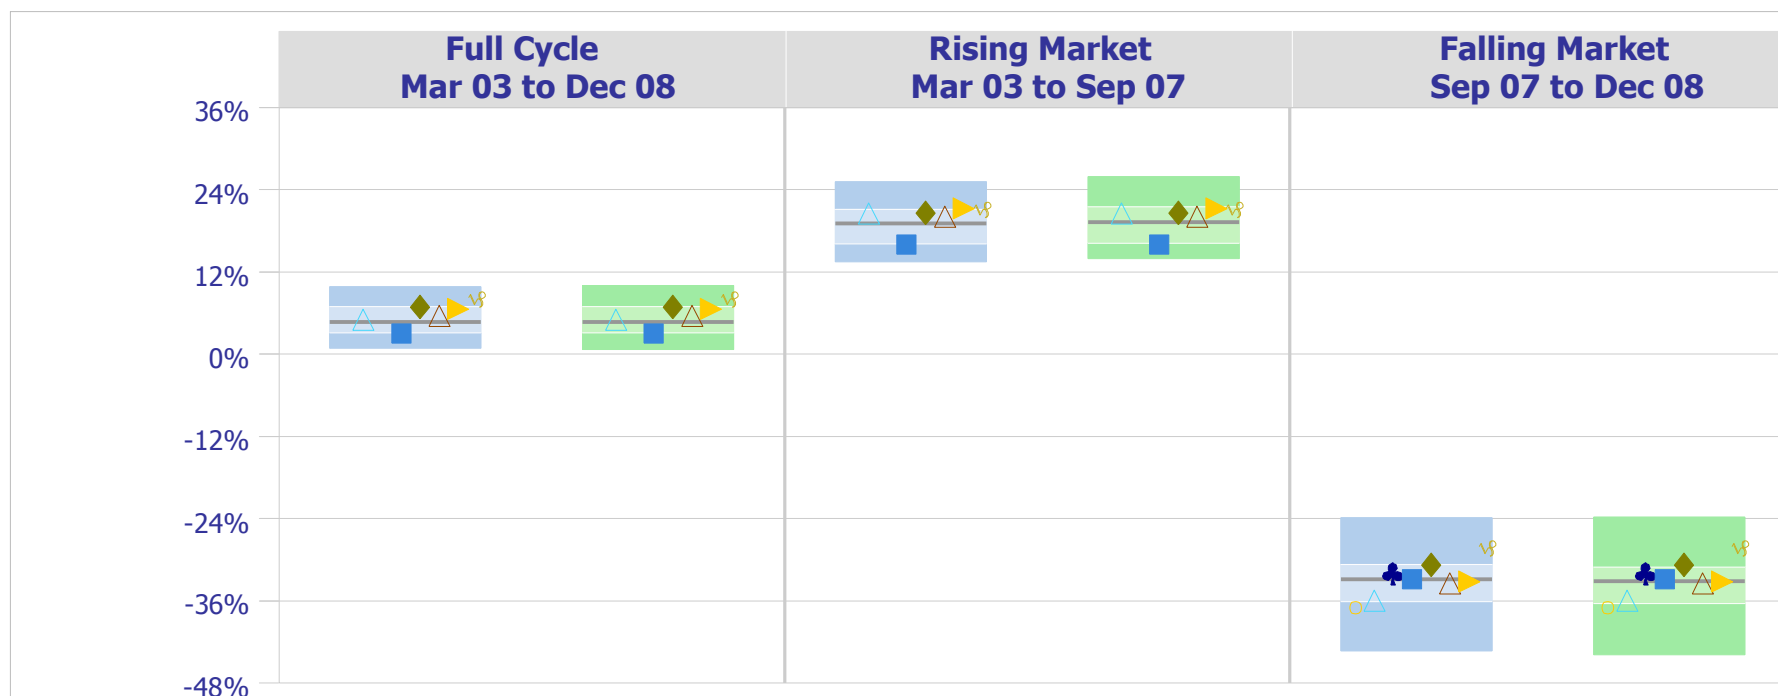 Full Cycle
Mar 03 to Dec 08
Rising Market
Mar 03 to Sep 07
Falling Market
Sep 07 to Dec 08
36%
24%
12%
0%
-12%
-24%
-36%
-48%